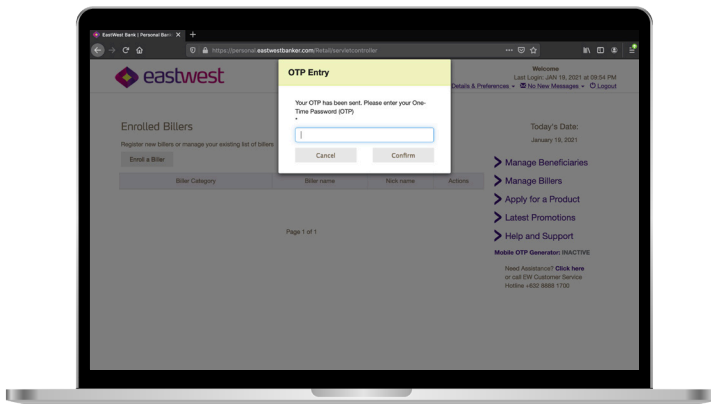 EastWest Bank | Personal Bank
https://personal.eastwestbanker.com/Retail/servletcontroller
eastwest
Welcome
Last Login: JAN 19, 2021 at 09:54 PM
Details & Preferences
No New Messages
Logout
OTP Entry
Your OTP has been sent. Please enter your One-
Time Password (OTP)
*
Cancel
Confirm
Enrolled Billers
Register new billers or manage your existing list of billers
Enroll a Biller
Biller Category
Biller name
Nick name
Actions
Page 1 of 1
Today's Date:
January 19, 2021
Manage Beneficiaries
Manage Billers
Apply for a Product
Latest Promotions
Help and Support
Mobile OTP Generator: INACTIVE
Need Assistance? Click here
or call EW Customer Service
Hotline +632 8888 1700